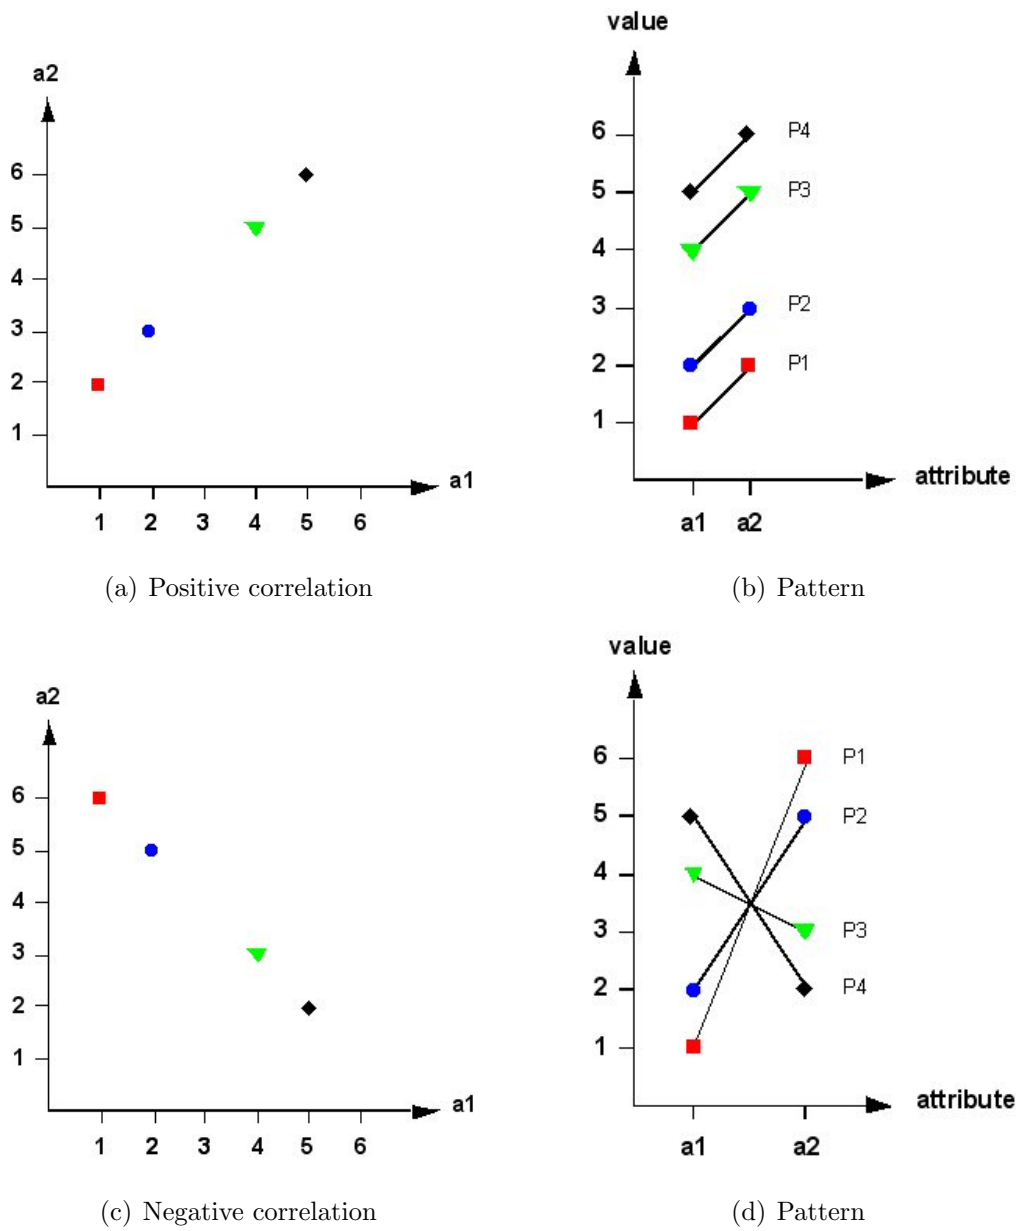 a2
6
5
4
3
2
1
1 2 3 4 5 6
a1
(a) Positive correlation
value
6
5
4
3
2
1
P4
P3
P2
P1
a1 a2
attribute
(b) Pattern
a2
6
5
4
3
2
1
1 2 3 4 5 6
a1
(c) Negative correlation
value
6
5
4
3
2
1
P1
P2
P3
P4
a1 a2
attribute
(d) Pattern